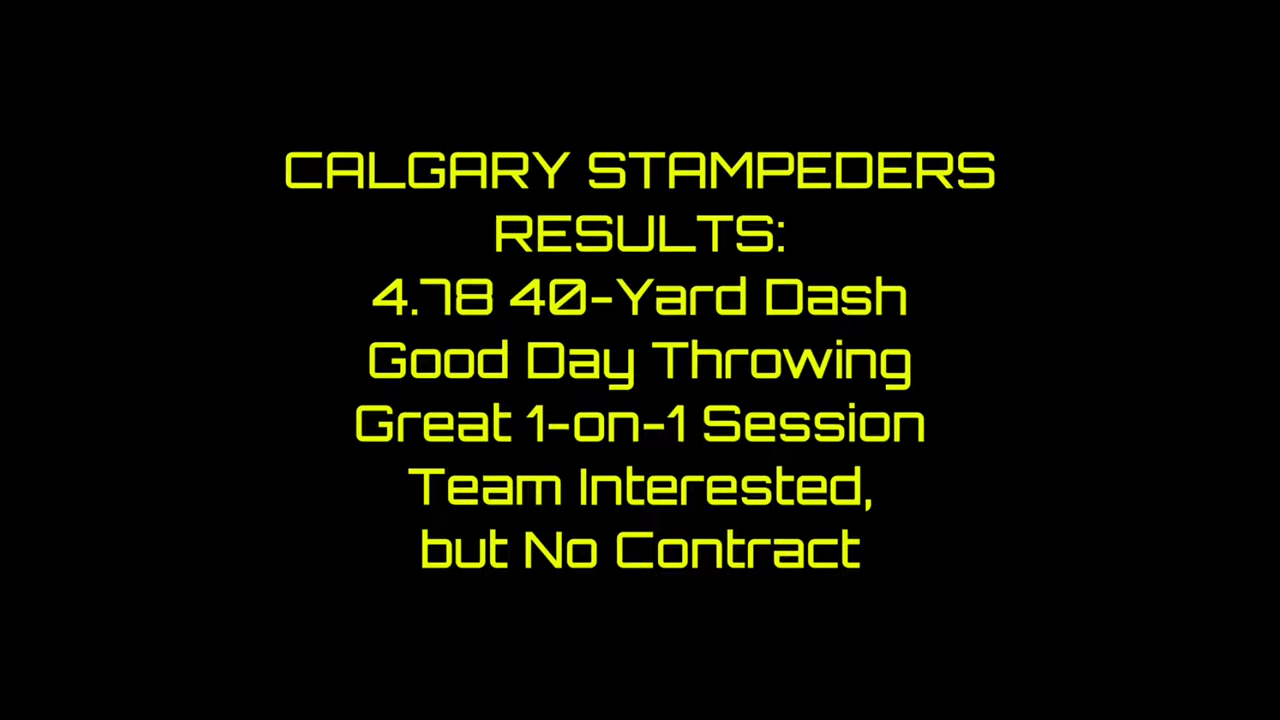 CALGARY STAMPEDERS
RESULTS:
4.78 40-Yard Dash
Good Day Throwing
Great 1-on-1 Session
Team Interested,
but No Contract